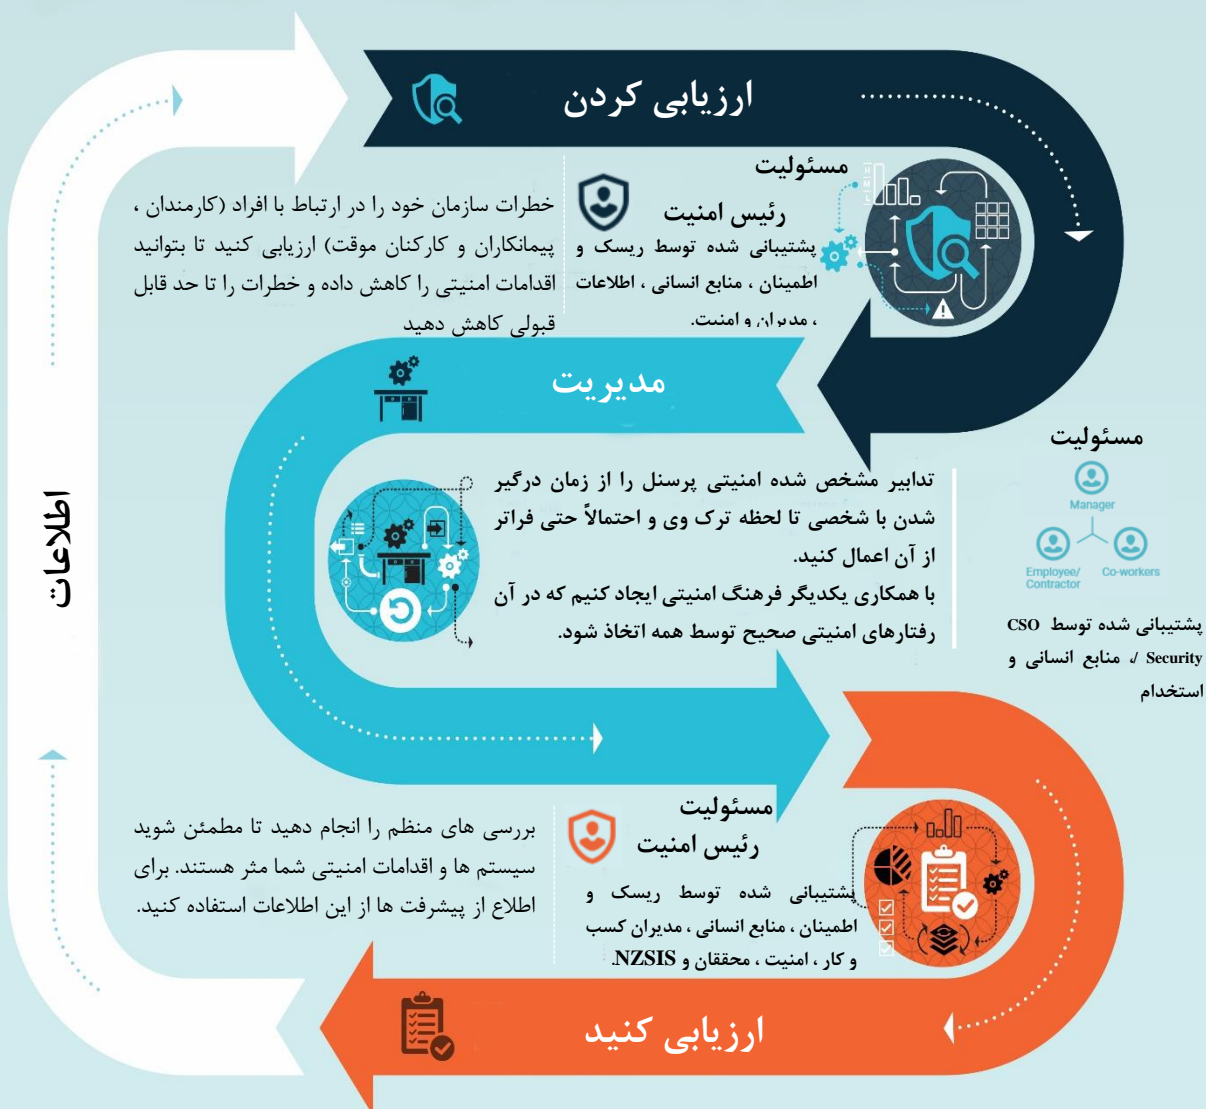 ارزیابی کردن
مسئولیت
رئیس امنیت
پشتیبانی شده توسط ریسک و
اطمینان ، منابع انسانی ، اطلاعات
، مدیران و امنیت.
خطرات سازمان خود را در ارتباط با افراد (کارمندان ،
پیمانکاران و کارکنان موقت) ارزیابی کنید تا بتوانید
اقدامات امنیتی را کاهش داده و خطرات را تا حد قابل
قبولی کاهش دهید
مدیریت
مسئولیت
Manager
Employee/
Contractor
Co-workers
پشتیبانی شده توسط CSO
/ Security، منابع انسانی و
استخدام
تدابیر مشخص شده امنیتی پرسنل را از زمان درگیر
شدن با شخصی تا لحظه ترک وی و احتمالاً حتی فراتر
از آن اعمال کنید.
با همکاری یکدیگر فرهنگ امنیتی ایجاد کنیم که در آن
رفتارهای امنیتی صحیح توسط همه اتخاذ شود.
اطلاعات
مسئولیت
رئیس امنیت
پشتیبانی شده توسط ریسک و
اطمینان ، منابع انسانی ، مدیران کسب
و کار ، امنیت ، محققان و NZSIS.
بررسی های منظم را انجام دهید تا مطمئن شوید
سیستم ها و اقدامات امنیتی شما مثر هستند. برای
اطلاع از پیشرفت ها از این اطلاعات استفاده کنید.
ارزیابی کنید